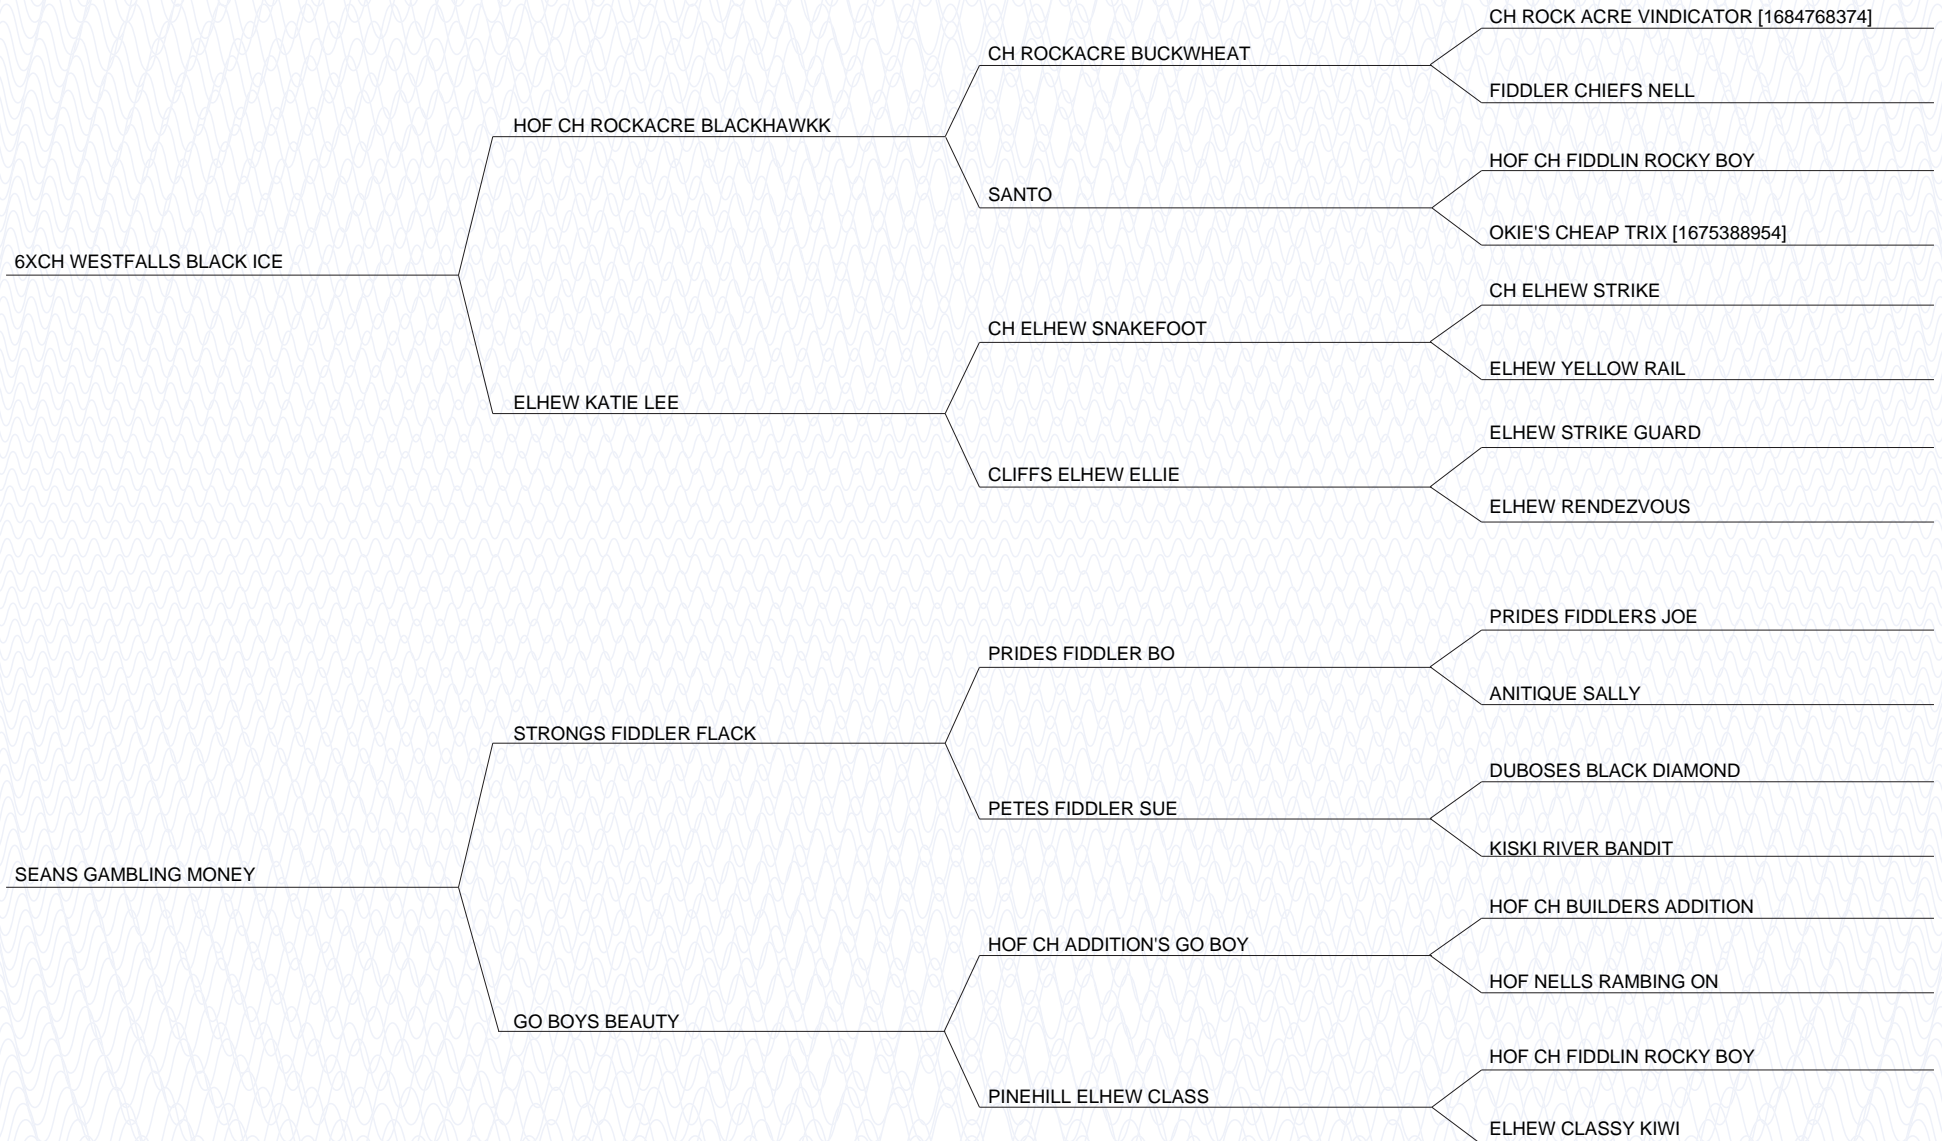 CH ROCK ACRE VINDICATOR [1684768374]
CH ROCKACRE BUCKWHEAT
FIDDLER CHIEFS NELL
HOF CH ROCKACRE BLACKHAWKK
HOF CH FIDDLIN ROCKY BOY
SANTO
OKIE'S CHEAP TRIX [1675388954]
6XCH WESTFALLS BLACK ICE
CH ELHEW STRIKE
CH ELHEW SNAKEFOOT
ELHEW YELLOW RAIL
ELHEW KATIE LEE
ELHEW STRIKE GUARD
CLIFFS ELHEW ELLIE
ELHEW RENDEZVOUS
PRIDES FIDDLERS JOE
PRIDES FIDDLER BO
ANITIQUE SALLY
STRONGS FIDDLER FLACK
DUBOSES BLACK DIAMOND
PETES FIDDLER SUE
KISKI RIVER BANDIT
SEANS GAMBLING MONEY
HOF CH BUILDERS ADDITION
HOF CH ADDITION'S GO BOY
HOF NELLS RAMBING ON
GO BOYS BEAUTY
HOF CH FIDDLIN ROCKY BOY
PINEHILL ELHEW CLASS
ELHEW CLASSY KIWI